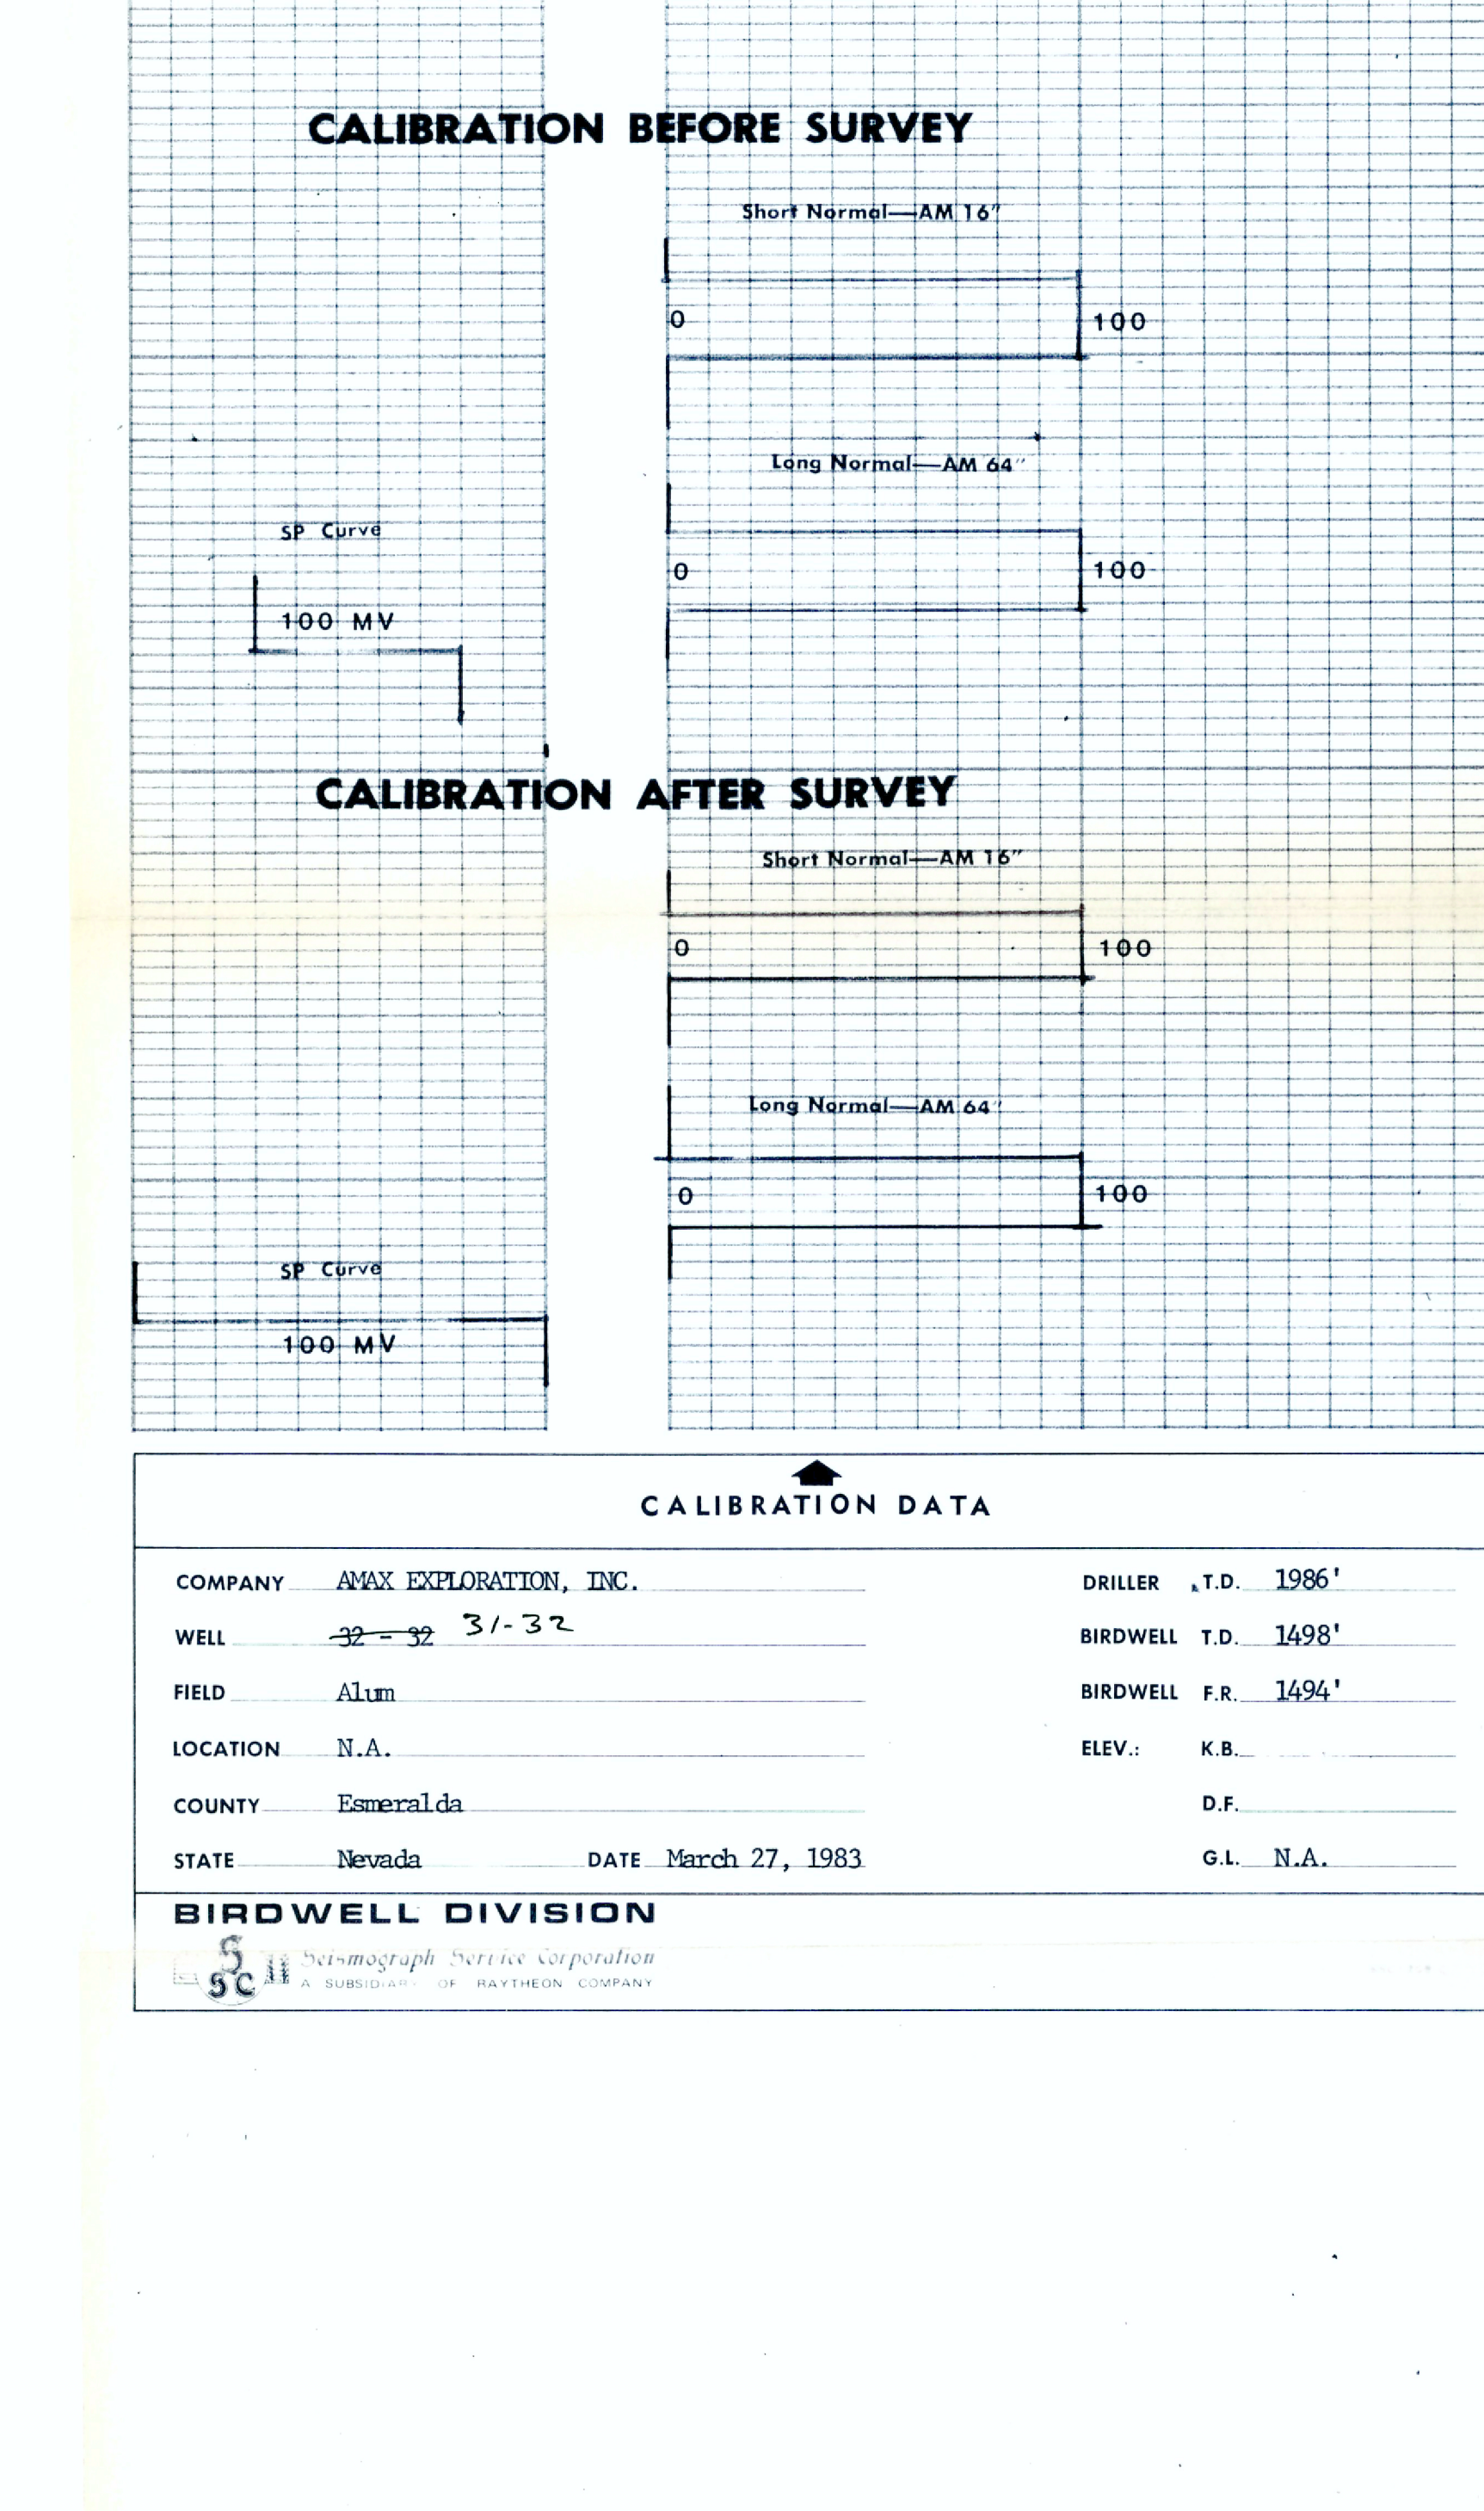 CALIBRATION BEFORE SURVEY
Short Normal—AM 16"
0 100
Long Normal—AM 64"
SP Curve
0 100
100 MV
CALIBRATION AFTER SURVEY
Short Normal—AM 16"
0 100
Long Normal—AM 64"
0 100
SP Curve
100 MV
CALIBRATION DATA
COMPANY AMAX EXPLORATION, INC. DRILLER T.D. 1986'
WELL 32 - 32 31-32 BIRDWELL T.D. 1498'
FIELD Alum BIRDWELL F.R. 1494'
LOCATION N.A. ELEV.: K.B.
COUNTY Esmeralda D.F.
STATE Nevada DATE March 27, 1983 G.L. N.A.
BIRDWELL DIVISION
SSC Seismograph Service Corporation
A SUBSIDIARY OF RAYTHEON COMPANY